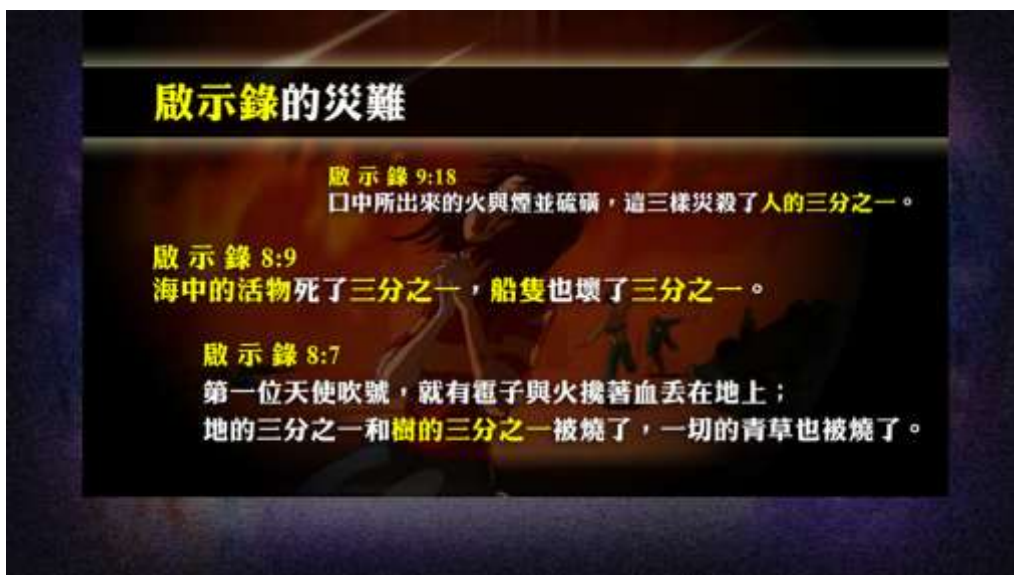 啟示錄的災難
啟 示 錄 9:18
口中所出來的火與煙並硫磺，這三樣災殺了人的三分之一。
啟 示 錄 8:9
海中的活物死了三分之一，船隻也壞了三分之一。
啟 示 錄 8:7
第一位天使吹號，就有雹子與火攙著血丟在地上；
地的三分之一和樹的三分之一被燒了，一切的青草也被燒了。